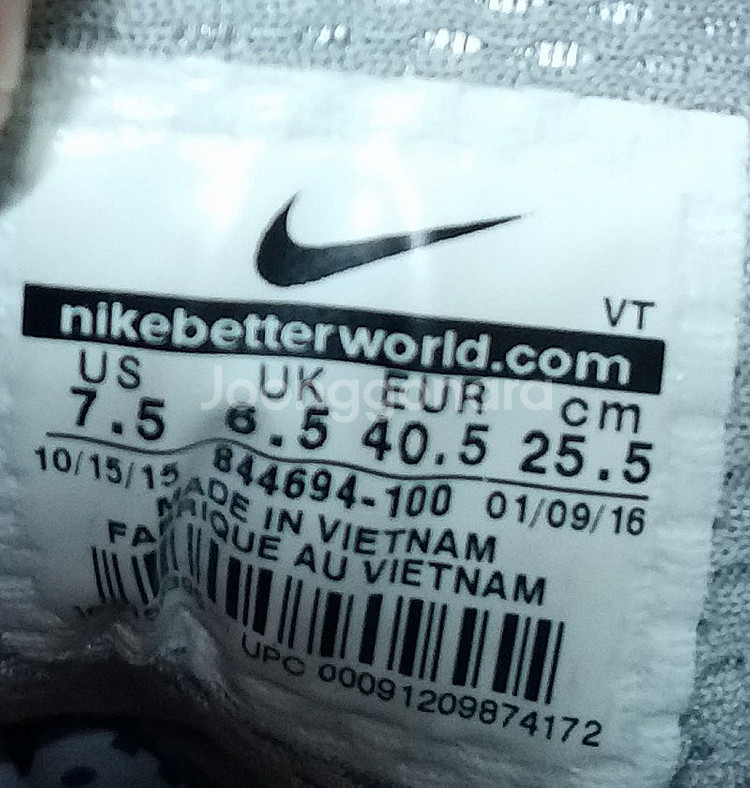 VT
nikebetterworld.com
US UK EUR cm
7.5 6.5 40.5 25.5
10/15/15 844694-100 01/09/16
MADE IN VIETNAM
FABRIQUE AU VIETNAM
UPC 00091209874172
Joonggonara